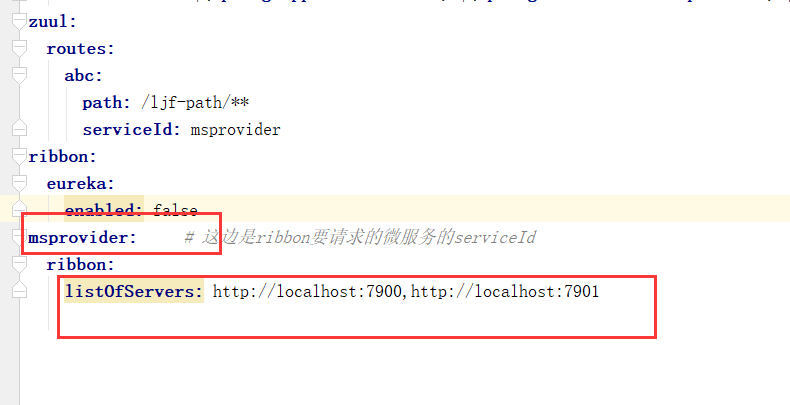 zuul:
routes:
abc:
path: /ljf-path/**
serviceId: msprovider
ribbon:
eureka:
enabled: false
msprovider: # 这边是ribbon要请求的微服务的serviceId
ribbon:
listOfServers: http://localhost:7900,http://localhost:7901